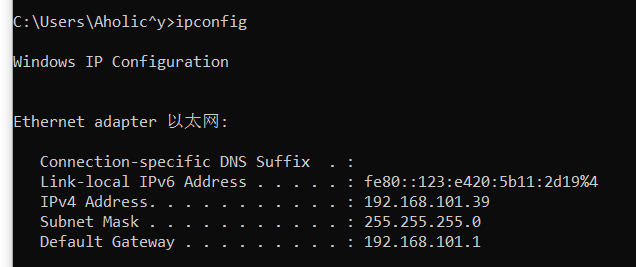 C:\Users\Aholic^y>ipconfig
Windows IP Configuration
Ethernet adapter 以太网:
Connection-specific DNS Suffix  . :
Link-local IPv6 Address . . . . . : fe80::123:e420:5b11:2d19%4
IPv4 Address. . . . . . . . . . . : 192.168.101.39
Subnet Mask . . . . . . . . . . . : 255.255.255.0
Default Gateway . . . . . . . . . : 192.168.101.1